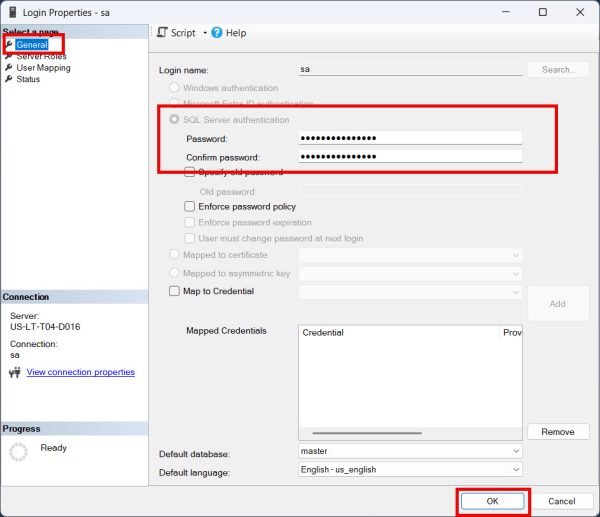 Login Properties - sa
Select a page
General
Server Roles
User Mapping
Status
Script
Help
Login name: sa Search...
Windows authentication
Microsoft Entra ID authentication
SQL Server authentication
Password: ●●●●●●●●●●●●●●●
Confirm password: ●●●●●●●●●●●●●●●
Specify old password
Old password:
Enforce password policy
Enforce password expiration
User must change password at next login
Mapped to certificate
Mapped to asymmetric key
Map to Credential
Add
Mapped Credentials
Credential Prov
Remove
Default database: master
Default language: English - us_english
Connection
Server:
US-LT-T04-D016
Connection:
sa
View connection properties
Progress
Ready
OK Cancel